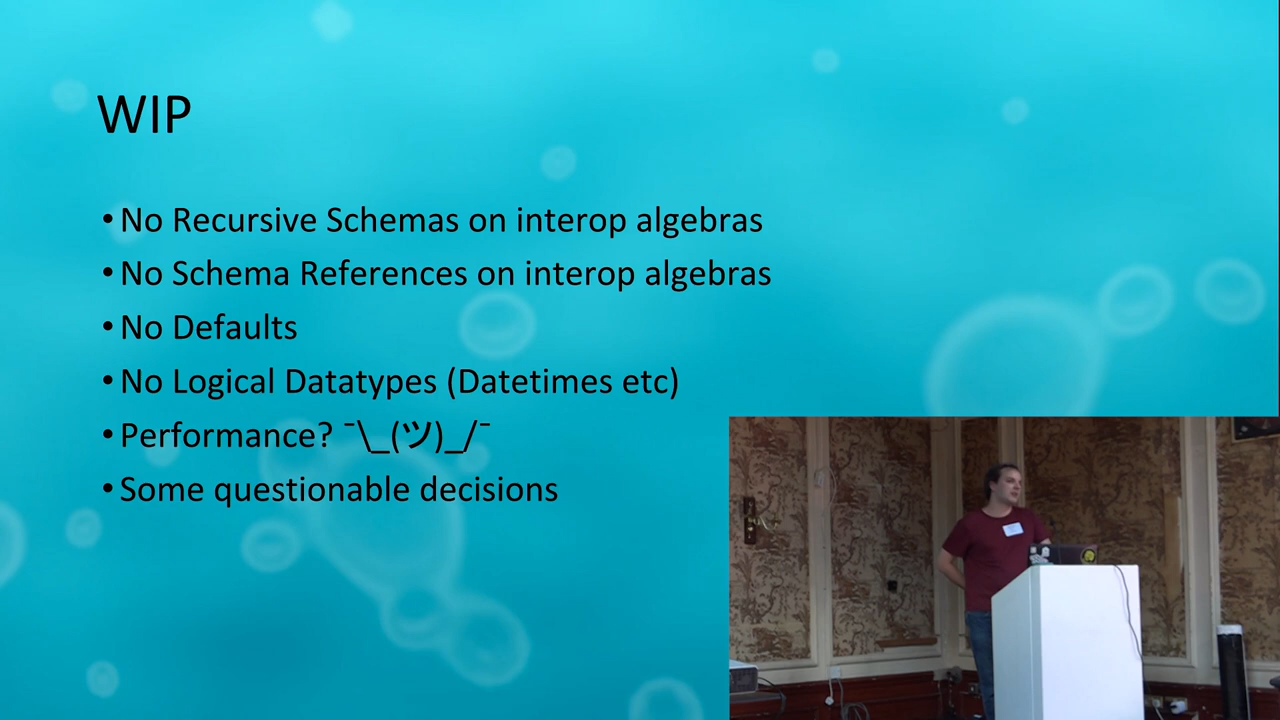 WIP
•No Recursive Schemas on interop algebras
•No Schema References on interop algebras
•No Defaults
•No Logical Datatypes (Datetimes etc)
•Performance? ¯\_(ツ)_/¯
•Some questionable decisions